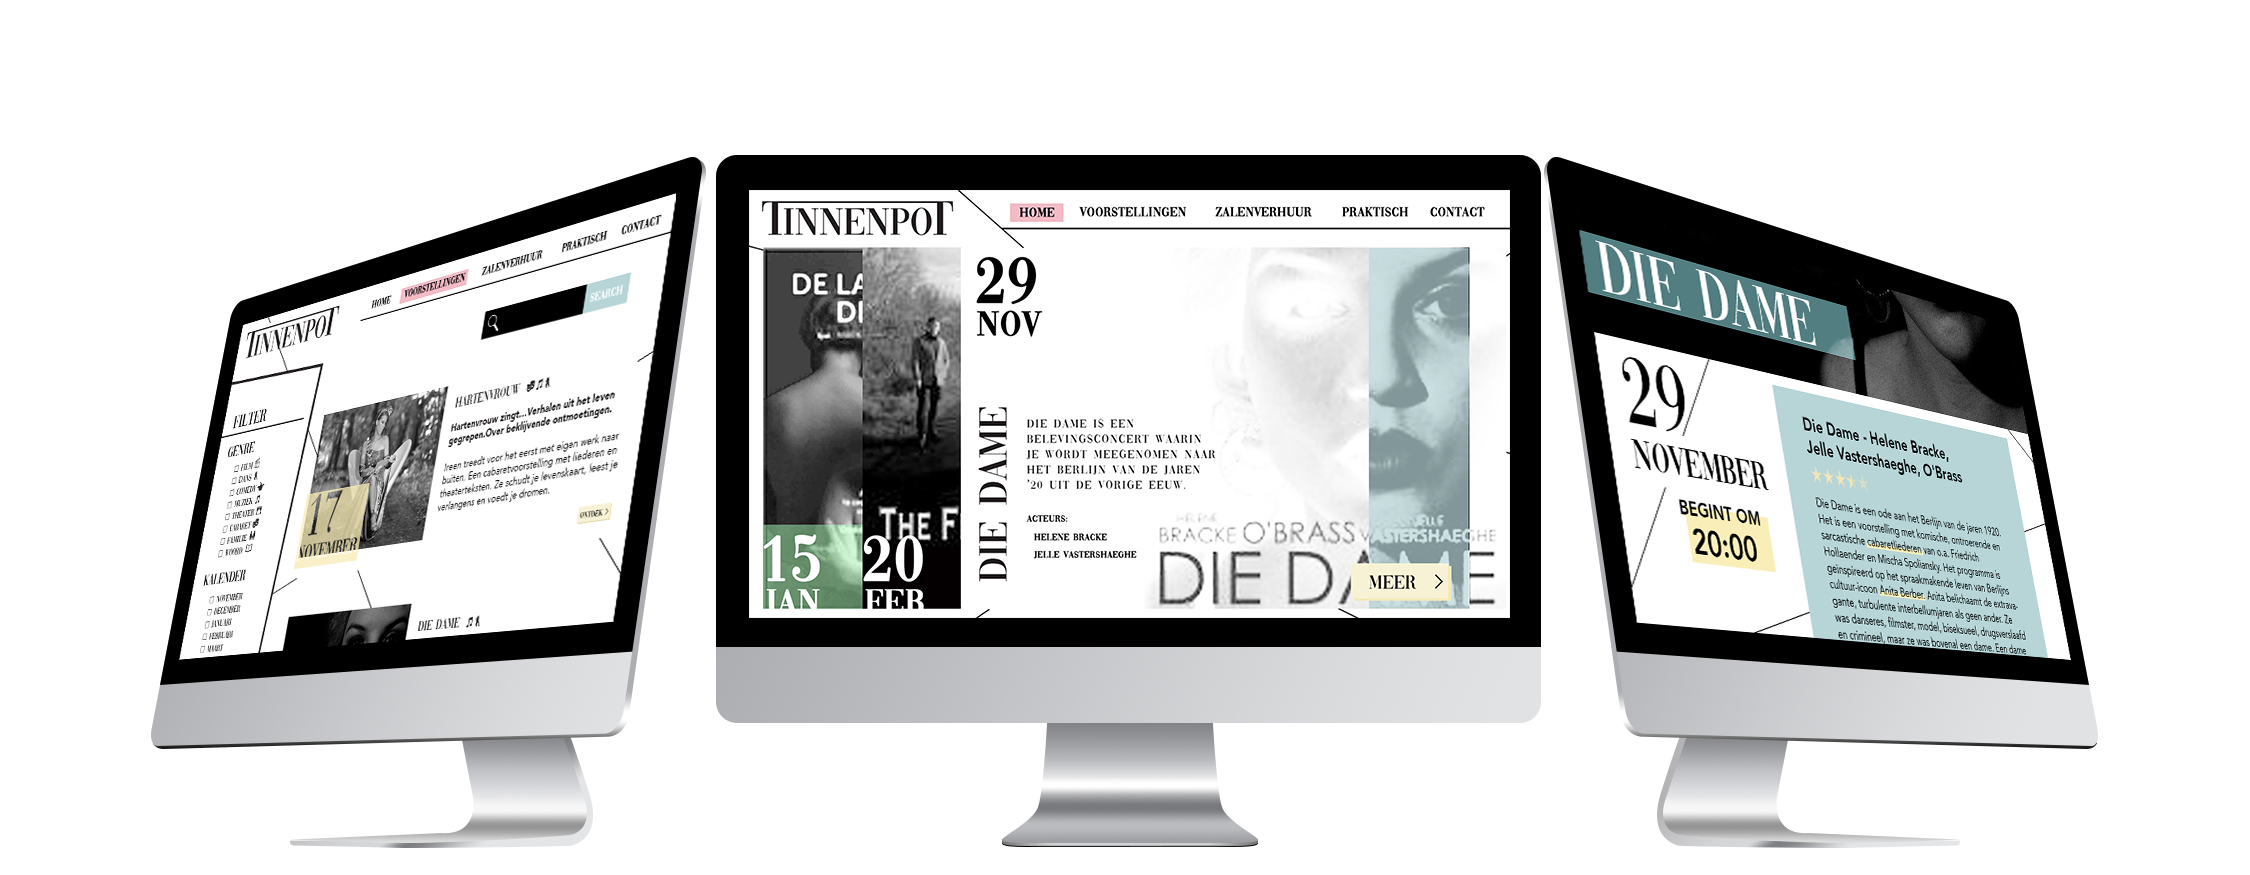 TINNENPOT
HOME
VOORSTELLINGEN
ZALENVERHUUR
PRAKTISCH
CONTACT
SEARCH
FILTER
GENRE
FILM
DANS
COMEDY
MUZIEK
THEATER
CABARET
FAMILIE
WOORD
KALENDER
NOVEMBER
DECEMBER
JANUARI
FEBRUARI
MAART
17
NOVEMBER
HARTENVROUW
Hartenvrouw zingt...Verhalen uit het leven
gegrepen.Over beklijvende ontmoetingen.
Ireen treedt voor het eerst met eigen werk naar
buiten. Een cabaretvoorstelling met liederen en
theaterteksten. Ze schudt je levenskaart, leest je
verlangens en voedt je dromen.
ONTDEK >
DIE DAME
TINNENPOT
HOME
VOORSTELLINGEN
ZALENVERHUUR
PRAKTISCH
CONTACT
DE LA
DE
15
JAN
THE F
20
FEB
29
NOV
DIE DAME
DIE DAME IS EEN
BELEVINGSCONCERT WAARIN
JE WORDT MEEGENOMEN NAAR
HET BERLIJN VAN DE JAREN
'20 UIT DE VORIGE EEUW.
ACTEURS:
HELENE BRACKE
JELLE VASTERSHAEGHE
HELENE
BRACKE O'BRASS VASTERSHAEGHE
DIE DAME
MEER >
DIE DAME
29
NOVEMBER
BEGINT OM
20:00
Die Dame - Helene Bracke,
Jelle Vastershaeghe, O'Brass
Die Dame is een ode aan het Berlijn van de jaren 1920.
Het is een voorstelling met komische, ontroerende en
sarcastische cabaretliederen van o.a. Friedrich
Hollaender en Mischa Spoliansky. Het programma is
geïnspireerd op het spraakmakende leven van Berlijns
cultuur-icoon Anita Berber. Anita belichaamt de extrava-
gante, turbulente interbellumjaren als geen ander. Ze
was danseres, filmster, model, biseksueel, drugsverslaafd
en crimineel, maar ze was bovenal een dame. Een dame